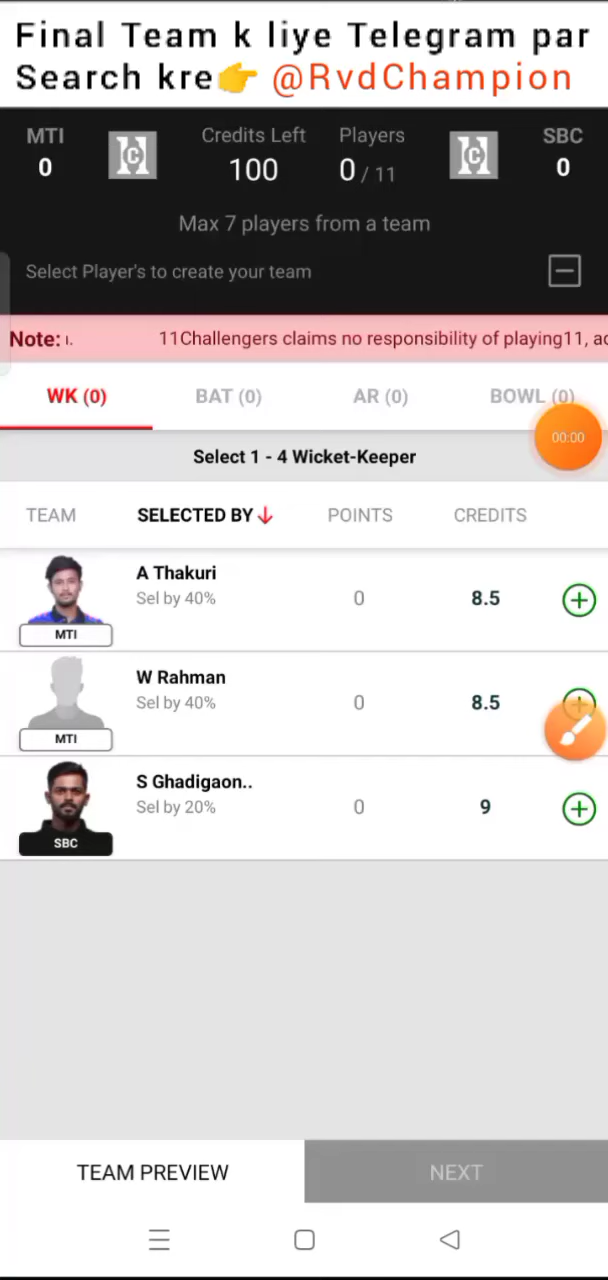 Final Team k liye Telegram par
Search kre👉 @RvdChampion
MTI Credits Left Players SBC
0 100 0 / 11 0
Max 7 players from a team
Select Player's to create your team
Note: 11Challengers claims no responsibility of playing11,
WK (0) BAT (0) AR (0) BOWL (0)
00:00
Select 1 - 4 Wicket-Keeper
TEAM SELECTED BY POINTS CREDITS
A Thakuri
Sel by 40% 0 8.5
MTI
W Rahman
Sel by 40% 0 8.5
MTI
S Ghadigaon..
Sel by 20% 0 9
SBC
TEAM PREVIEW NEXT